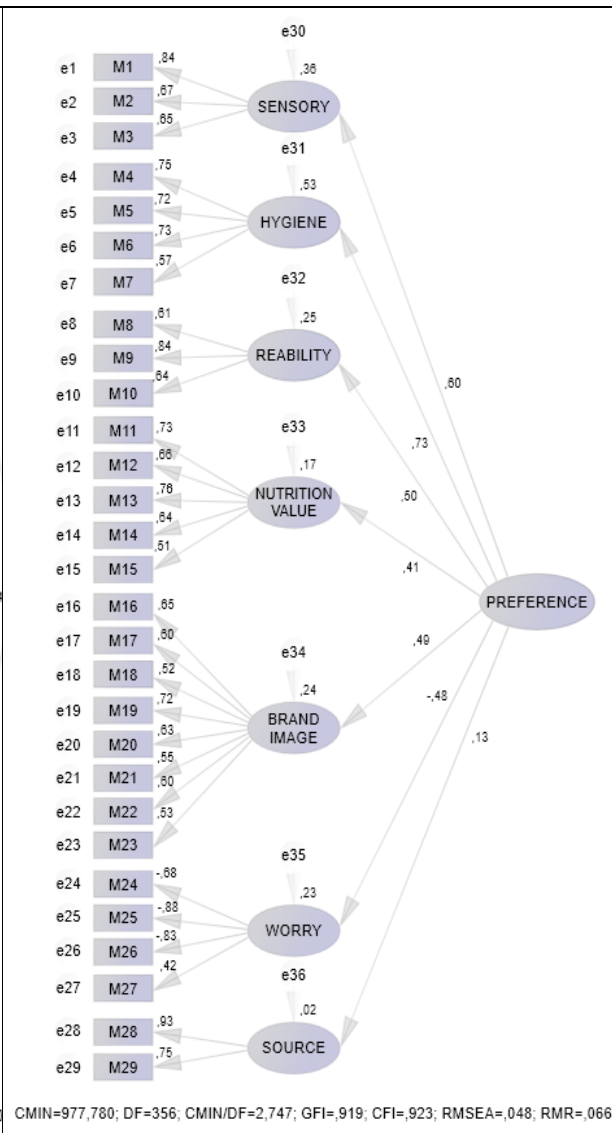 e30
,36
SENSORY
e1 M1 ,84
e2 M2 ,67
e3 M3 ,65
e31
,53
HYGIENE
e4 M4 ,75
e5 M5 ,72
e6 M6 ,73
e7 M7 ,57
e32
,25
REABILITY
e8 M8 ,61
e9 M9 ,84
e10 M10 ,64
e33
,17
NUTRITION
VALUE
e11 M11 ,73
e12 M12 ,66
e13 M13 ,76
e14 M14 ,64
e15 M15 ,51
e34
,24
BRAND
IMAGE
e16 M16 ,65
e17 M17 ,60
e18 M18 ,52
e19 M19 ,72
e20 M20 ,63
e21 M21 ,55
e22 M22 ,60
e23 M23 ,53
e35
,23
WORRY
e24 M24 -,68
e25 M25 -,88
e26 M26 -,83
e27 M27 ,42
e36
,02
SOURCE
e28 M28 ,93
e29 M29 ,75
,60
,73
,50
,41
,49
-,48
,13
PREFERENCE
CMIN=977,780; DF=356; CMIN/DF=2,747; GFI=,919; CFI=,923; RMSEA=,048; RMR=,066